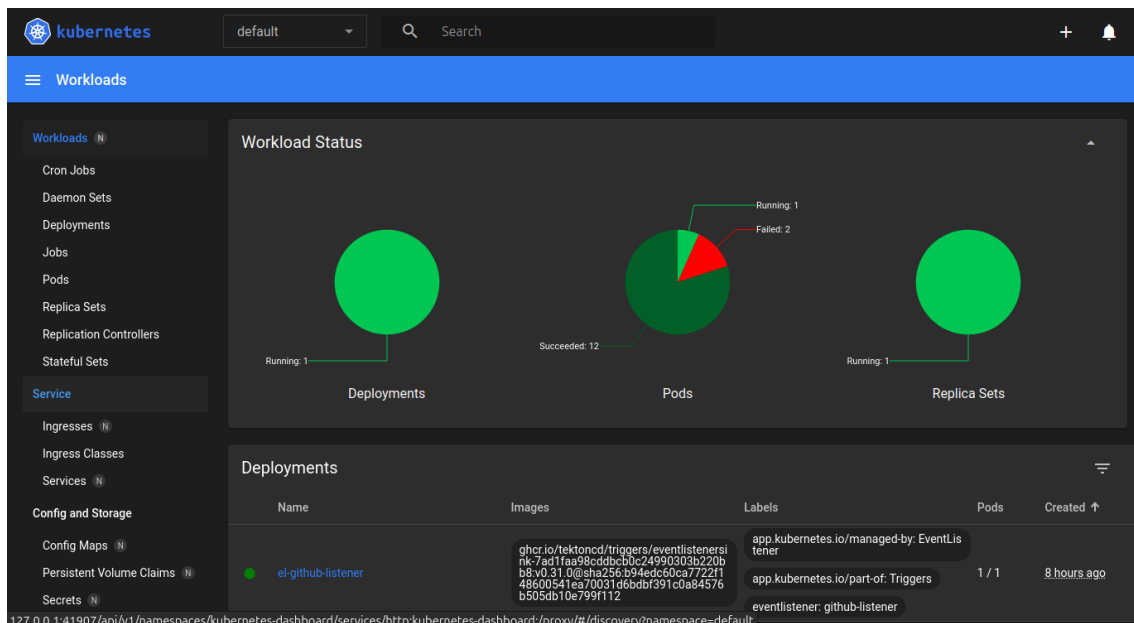 kubernetes
default
Search
Workloads
Workloads N
Cron Jobs
Daemon Sets
Deployments
Jobs
Pods
Replica Sets
Replication Controllers
Stateful Sets
Service
Ingresses N
Ingress Classes
Services N
Config and Storage
Config Maps N
Persistent Volume Claims N
Secrets N
Workload Status
Running: 1
Deployments
Running: 1
Failed: 2
Succeeded: 12
Pods
Running: 1
Replica Sets
Deployments
Name Images Labels Pods Created
el-github-listener
ghcr.io/tektoncd/triggers/eventlistenersi
nk-7ad1faa98cddbcb0c24990303b220b
b8:v0.31.0@sha256:b94edc60ca7722f1
48600541ea70031d6bdbf391c0a84576
b505db10e799f112
app.kubernetes.io/managed-by: EventLis
tener
app.kubernetes.io/part-of: Triggers
eventlistener: github-listener
1 / 1
8 hours ago
127.0.0.1:41907/api/v1/namespaces/kubernetes-dashboard/services/http:kubernetes-dashboard:/proxy/#/discovery?namespace=default